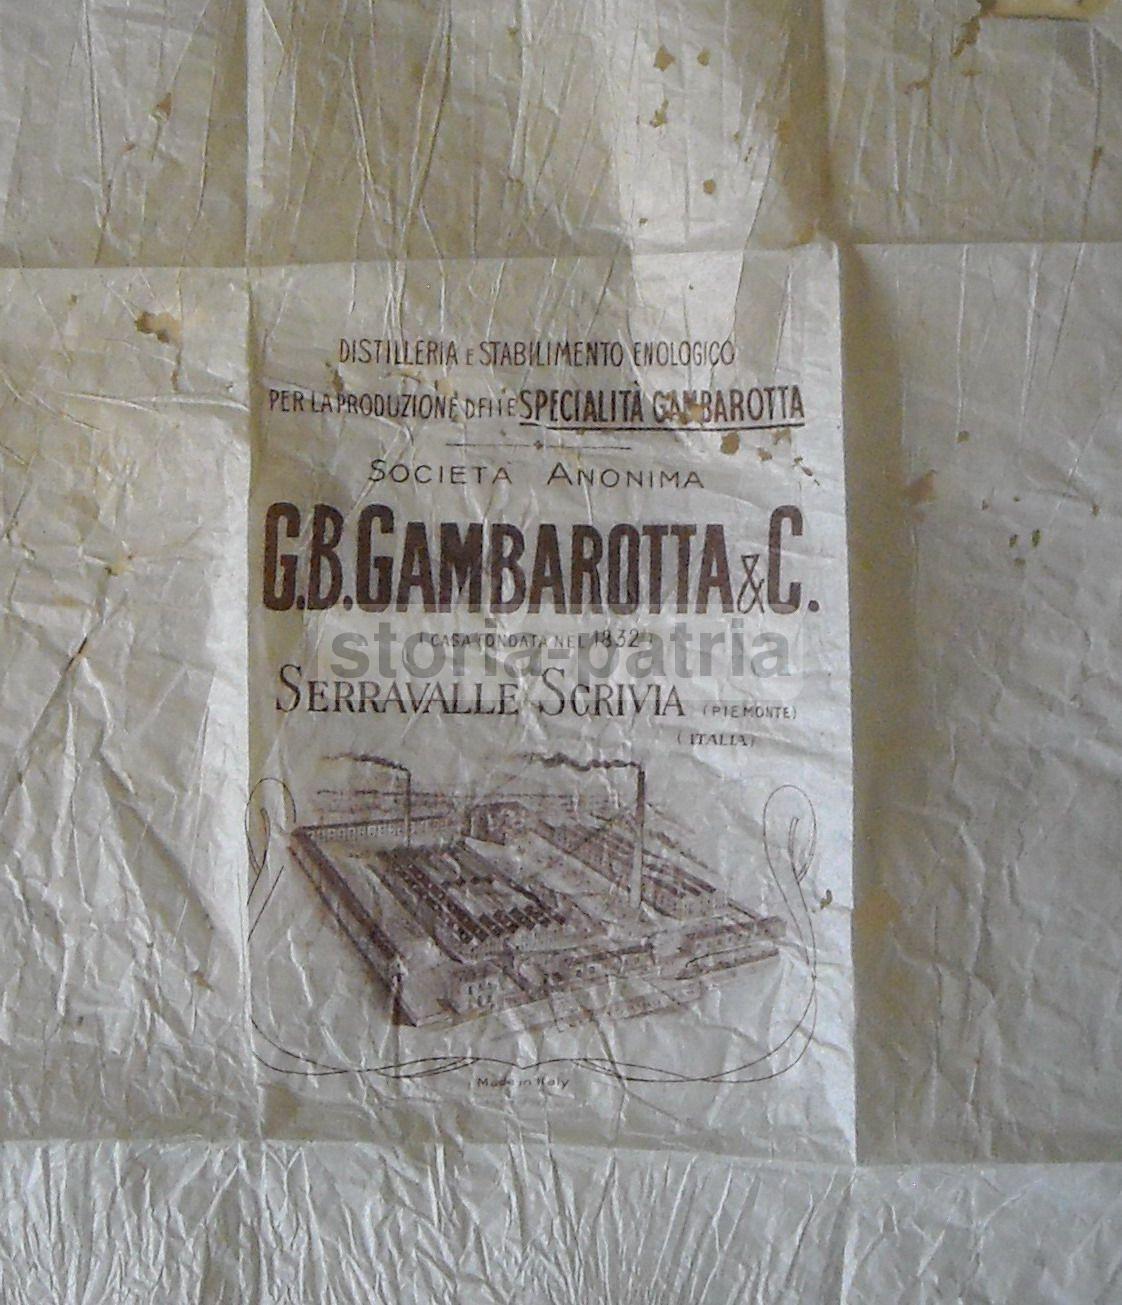 DISTILLERIA E STABILIMENTO ENOLOGICO
PER LA PRODUZIONE DELLE SPECIALITÀ GAMBAROTTA
SOCIETÀ ANONIMA
G.B. GAMBAROTTA & C.
(CASA FONDATA NEL 1832)
storia-patria
SERRAVALLE SCRIVIA (PIEMONTE)
(ITALIA)
Made in Italy